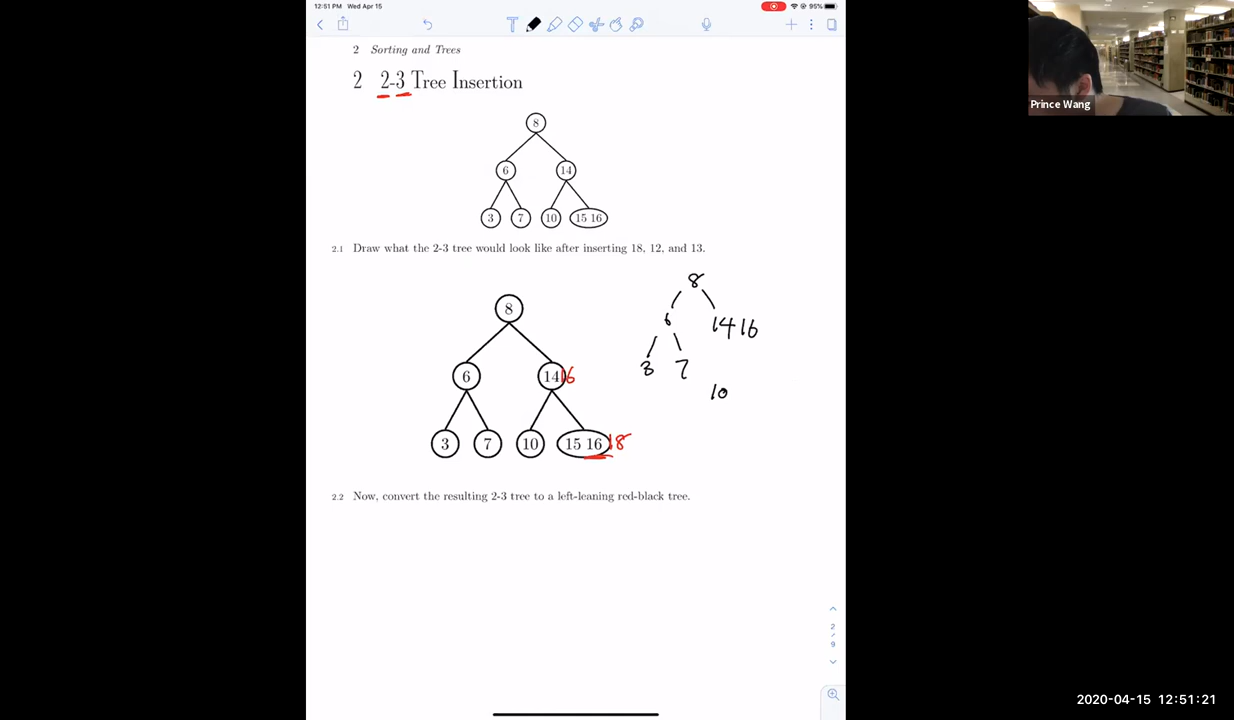 12:51 PM Wed Apr 15
95%
2 Sorting and Trees
2 2-3 Tree Insertion
8
6 14
3 7 10 15 16
2.1 Draw what the 2-3 tree would look like after inserting 18, 12, and 13.
8
6 14 16
3 7 10 15 16 18
8
6 14 16
3 7
10
2.2 Now, convert the resulting 2-3 tree to a left-leaning red-black tree.
2
/
9
Prince Wang
2020-04-15 12:51:21